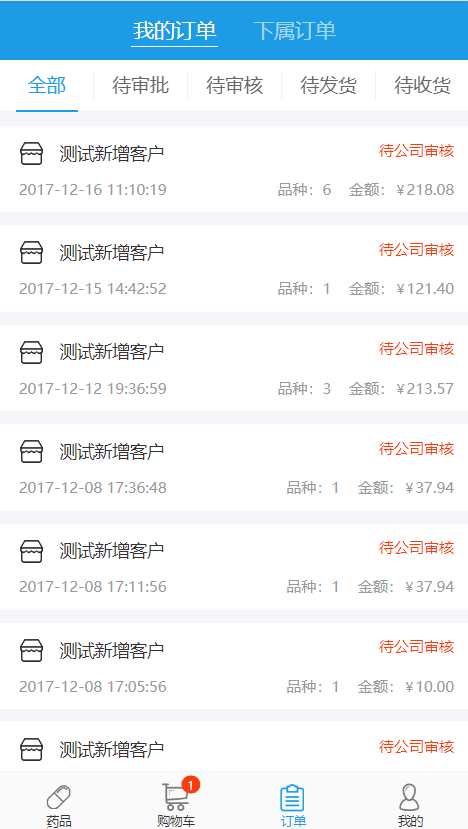 我的订单 下属订单
全部 待审批 待审核 待发货 待收货
测试新增客户 待公司审核
2017-12-16 11:10:19 品种：6 金额：¥218.08
测试新增客户 待公司审核
2017-12-15 14:42:52 品种：1 金额：¥121.40
测试新增客户 待公司审核
2017-12-12 19:36:59 品种：3 金额：¥213.57
测试新增客户 待公司审核
2017-12-08 17:36:48 品种：1 金额：¥37.94
测试新增客户 待公司审核
2017-12-08 17:11:56 品种：1 金额：¥37.94
测试新增客户 待公司审核
2017-12-08 17:05:56 品种：1 金额：¥10.00
测试新增客户 待公司审核
1
药品 购物车 订单 我的